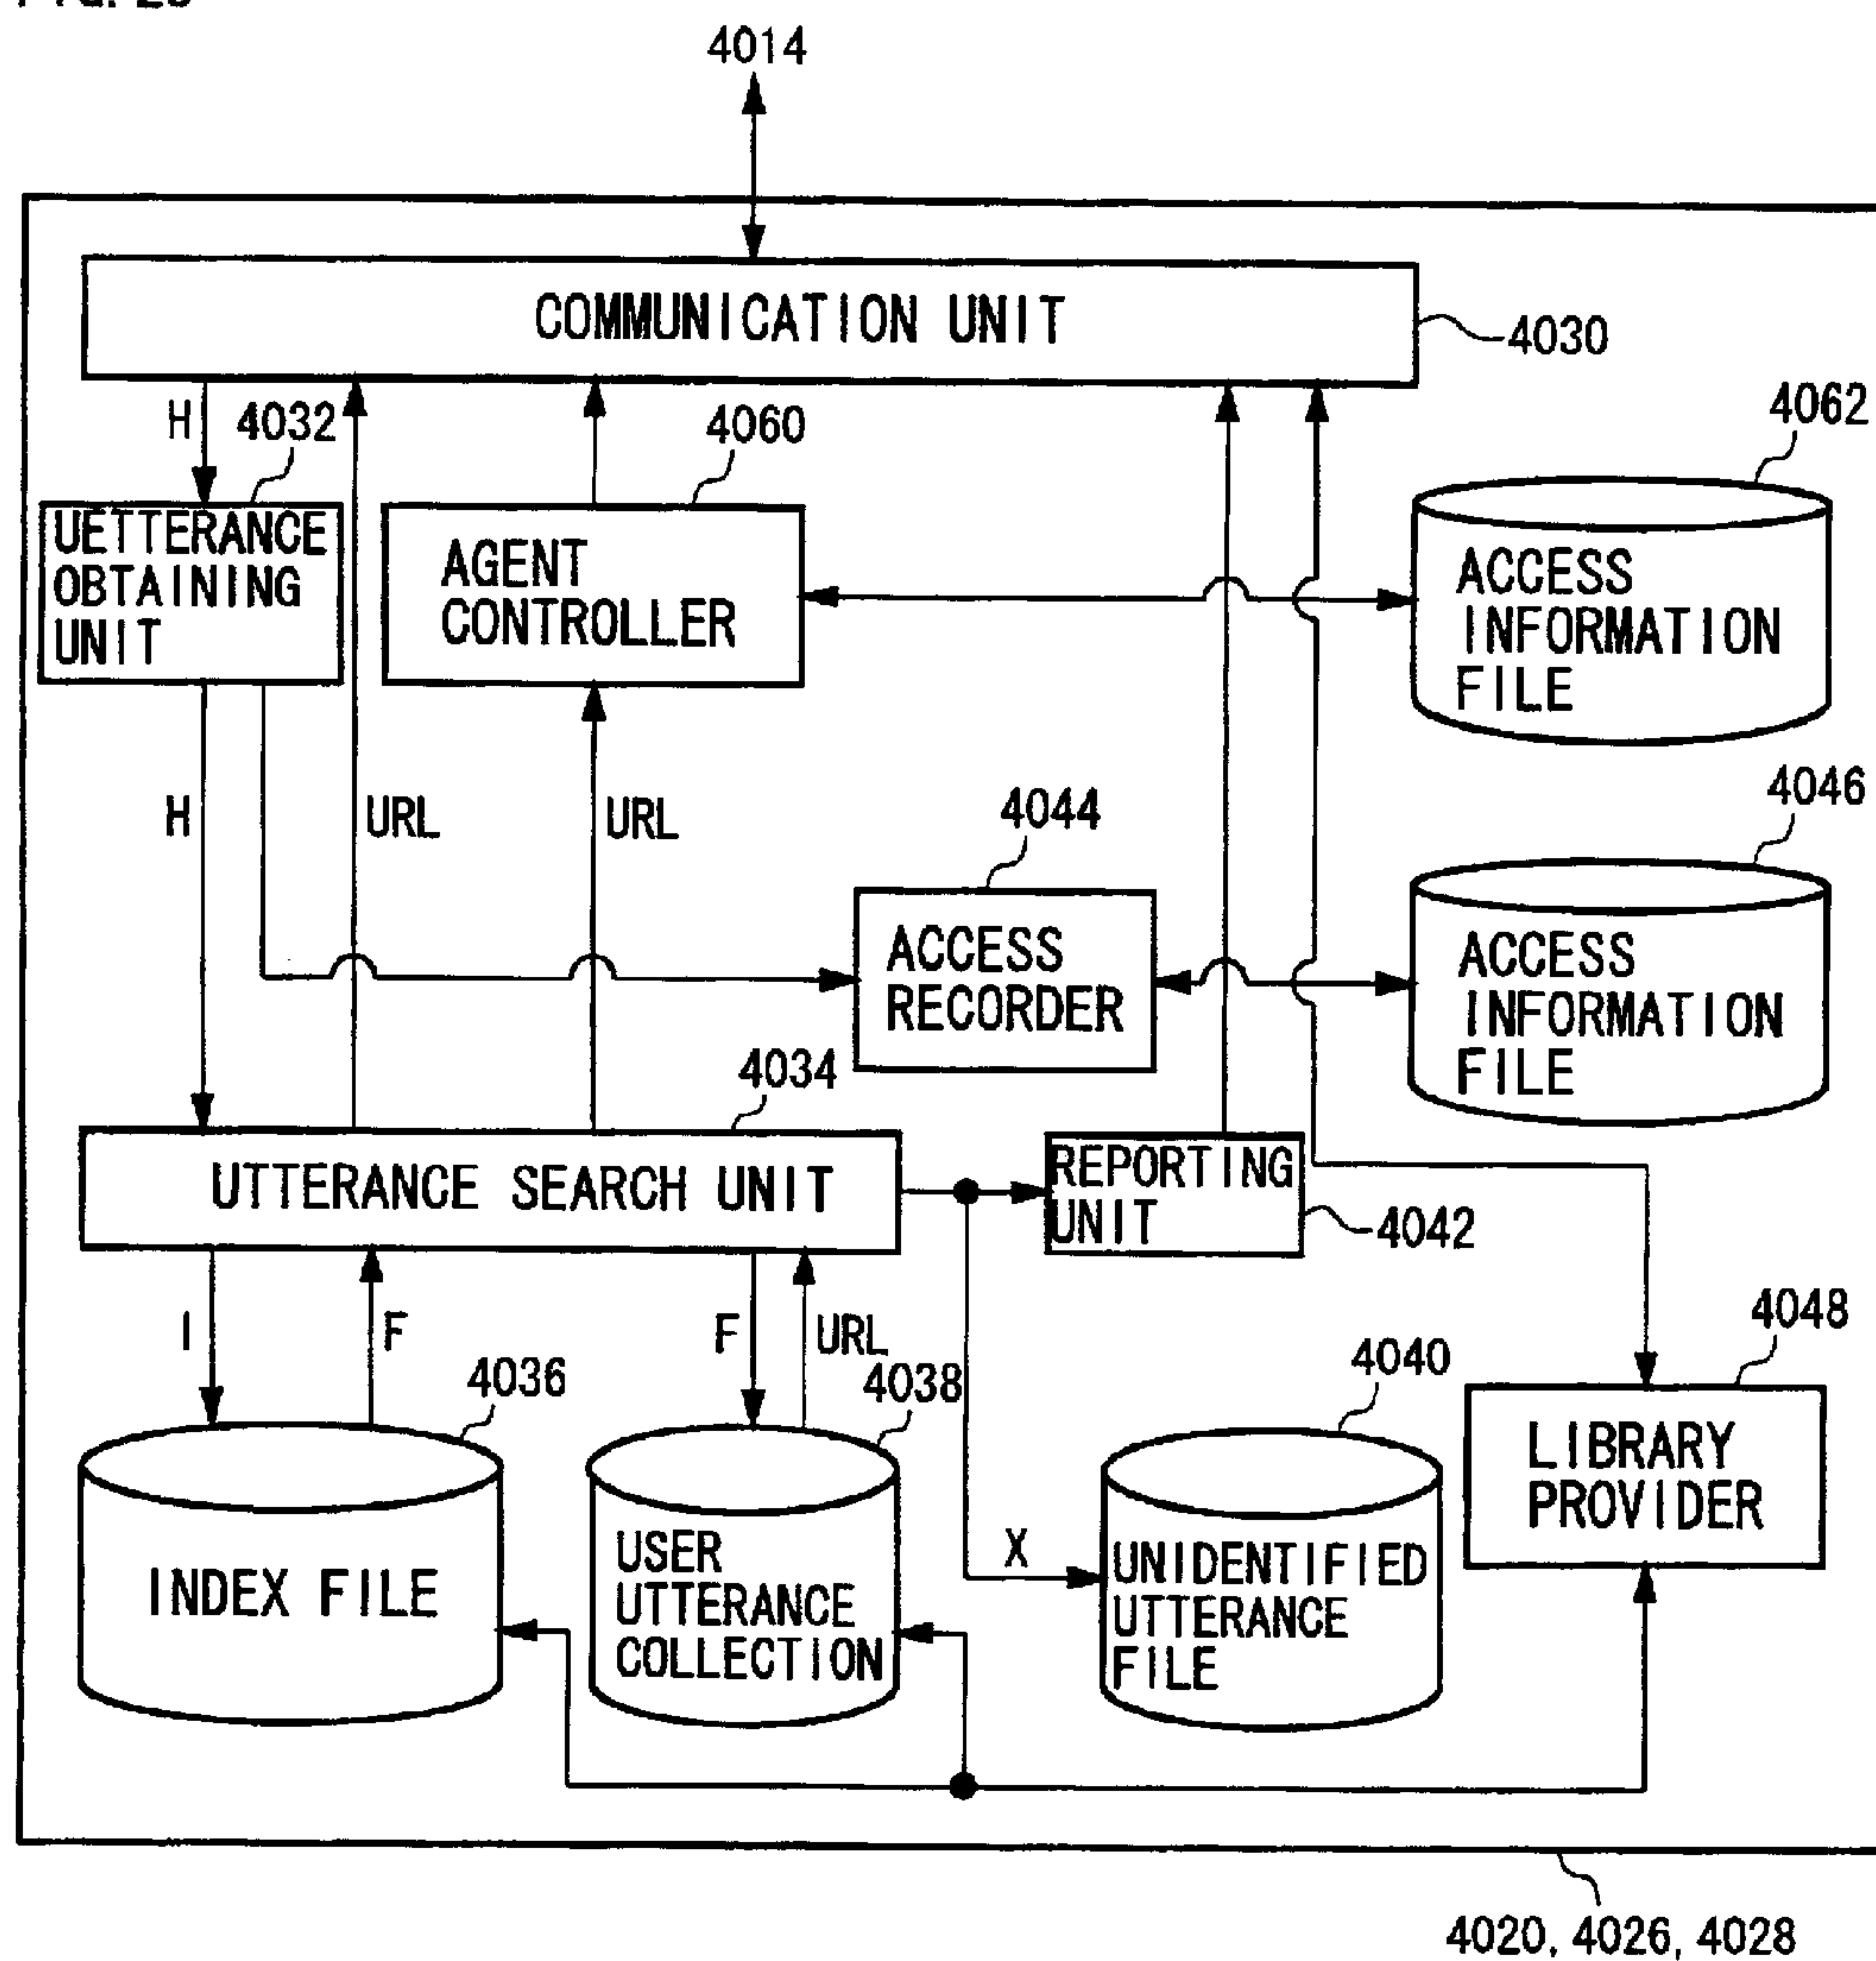 4014
COMMUNICATION UNIT
4030
H
4032
4060
4062
UETTERANCE
OBTAINING
UNIT
AGENT
CONTROLLER
ACCESS
INFORMATION
FILE
H
URL
URL
4044
4046
ACCESS
RECORDER
ACCESS
INFORMATION
FILE
4034
UTTERANCE SEARCH UNIT
REPORTING
UNIT
4042
I
F
F
URL
4036
4038
4040
4048
INDEX FILE
USER
UTTERANCE
COLLECTION
X
UNIDENTIFIED
UTTERANCE
FILE
LIBRARY
PROVIDER
4020, 4026, 4028